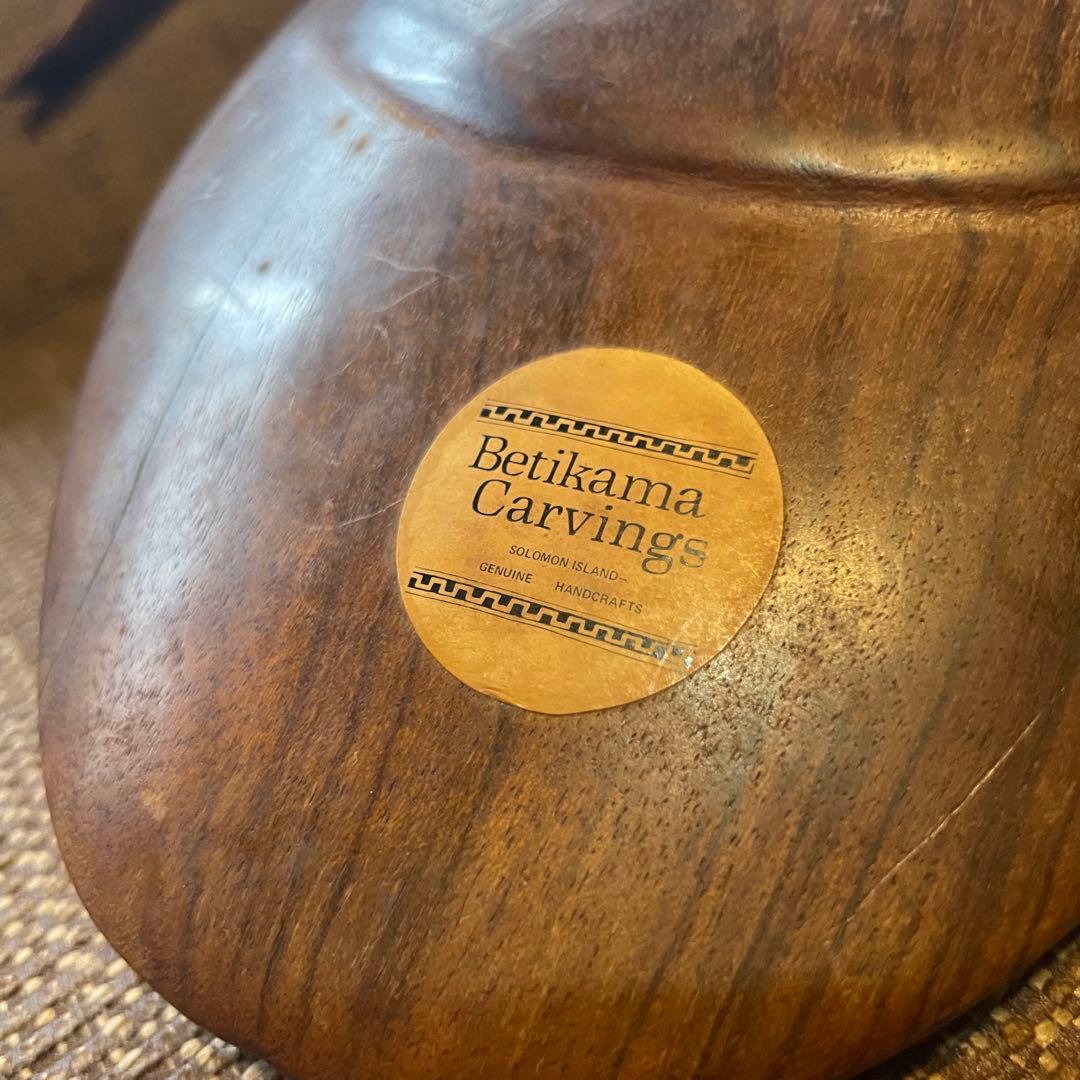 Betikama
Carvings
SOLOMON ISLAND–
GENUINE HANDCRAFTS